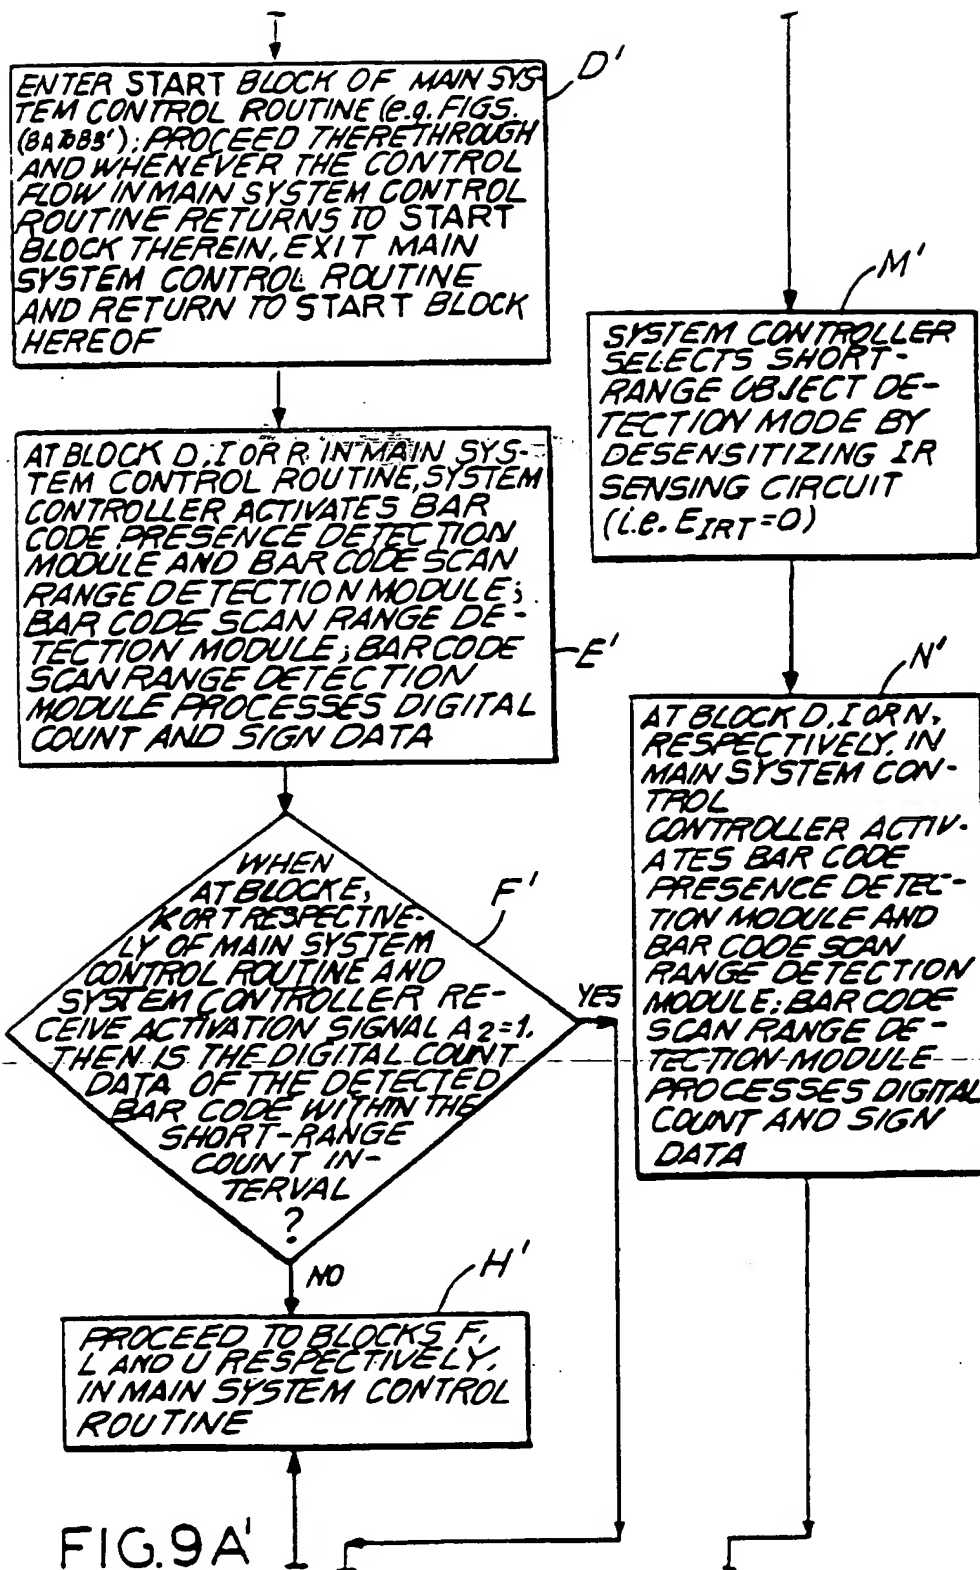 D'
ENTER START BLOCK OF MAIN SYS-
TEM CONTROL ROUTINE (e.g. FIGS.
(8A TO 8B'); PROCEED THERETHROUGH
AND WHENEVER THE CONTROL
FLOW IN MAIN SYSTEM CONTROL
ROUTINE RETURNS TO START
BLOCK THEREIN, EXIT MAIN
SYSTEM CONTROL ROUTINE
AND RETURN TO START BLOCK
HEREOF
AT BLOCK D, I OR R IN MAIN SYS-
TEM CONTROL ROUTINE, SYSTEM
CONTROLLER ACTIVATES BAR
CODE PRESENCE DETECTION
MODULE AND BAR CODE SCAN
RANGE DETECTION MODULE;
BAR CODE SCAN RANGE DE-
TECTION MODULE; BAR CODE
SCAN RANGE DETECTION
MODULE PROCESSES DIGITAL
COUNT AND SIGN DATA
E'
WHEN
AT BLOCK E,
K OR T RESPECTIVE-
LY OF MAIN SYSTEM
CONTROL ROUTINE AND
SYSTEM CONTROLLER RE-
CEIVE ACTIVATION SIGNAL A2=1,
THEN IS THE DIGITAL COUNT
DATA OF THE DETECTED
BAR CODE WITHIN THE
SHORT-RANGE
COUNT IN-
TERVAL
?
F'
YES
NO
H'
PROCEED TO BLOCKS F,
L AND U RESPECTIVELY,
IN MAIN SYSTEM CONTROL
ROUTINE
M'
SYSTEM CONTROLLER
SELECTS SHORT-
RANGE OBJECT DE-
TECTION MODE BY
DESENSITIZING IR
SENSING CIRCUIT
(i.e. EIRT=0)
N'
AT BLOCK D, I OR N,
RESPECTIVELY, IN
MAIN SYSTEM CON-
TROL
CONTROLLER ACTIV-
ATES BAR CODE
PRESENCE DETEC-
TION MODULE AND
BAR CODE SCAN
RANGE DETECTION
MODULE; BAR CODE
SCAN RANGE DE-
TECTION MODULE
PROCESSES DIGITAL
COUNT AND SIGN
DATA
FIG. 9A'